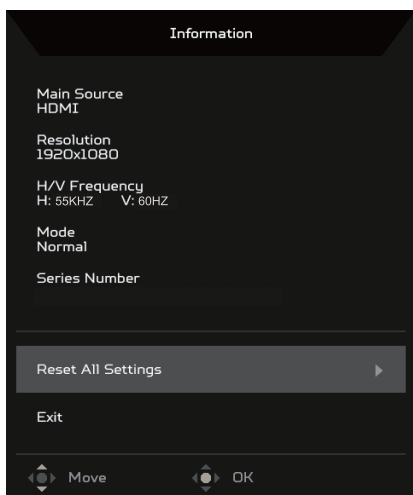 Information
Main Source
HDMI
Resolution
1920x1080
H/V Frequency
H: 55KHZ V: 60HZ
Mode
Normal
Series Number
Reset All Settings
Exit
Move OK